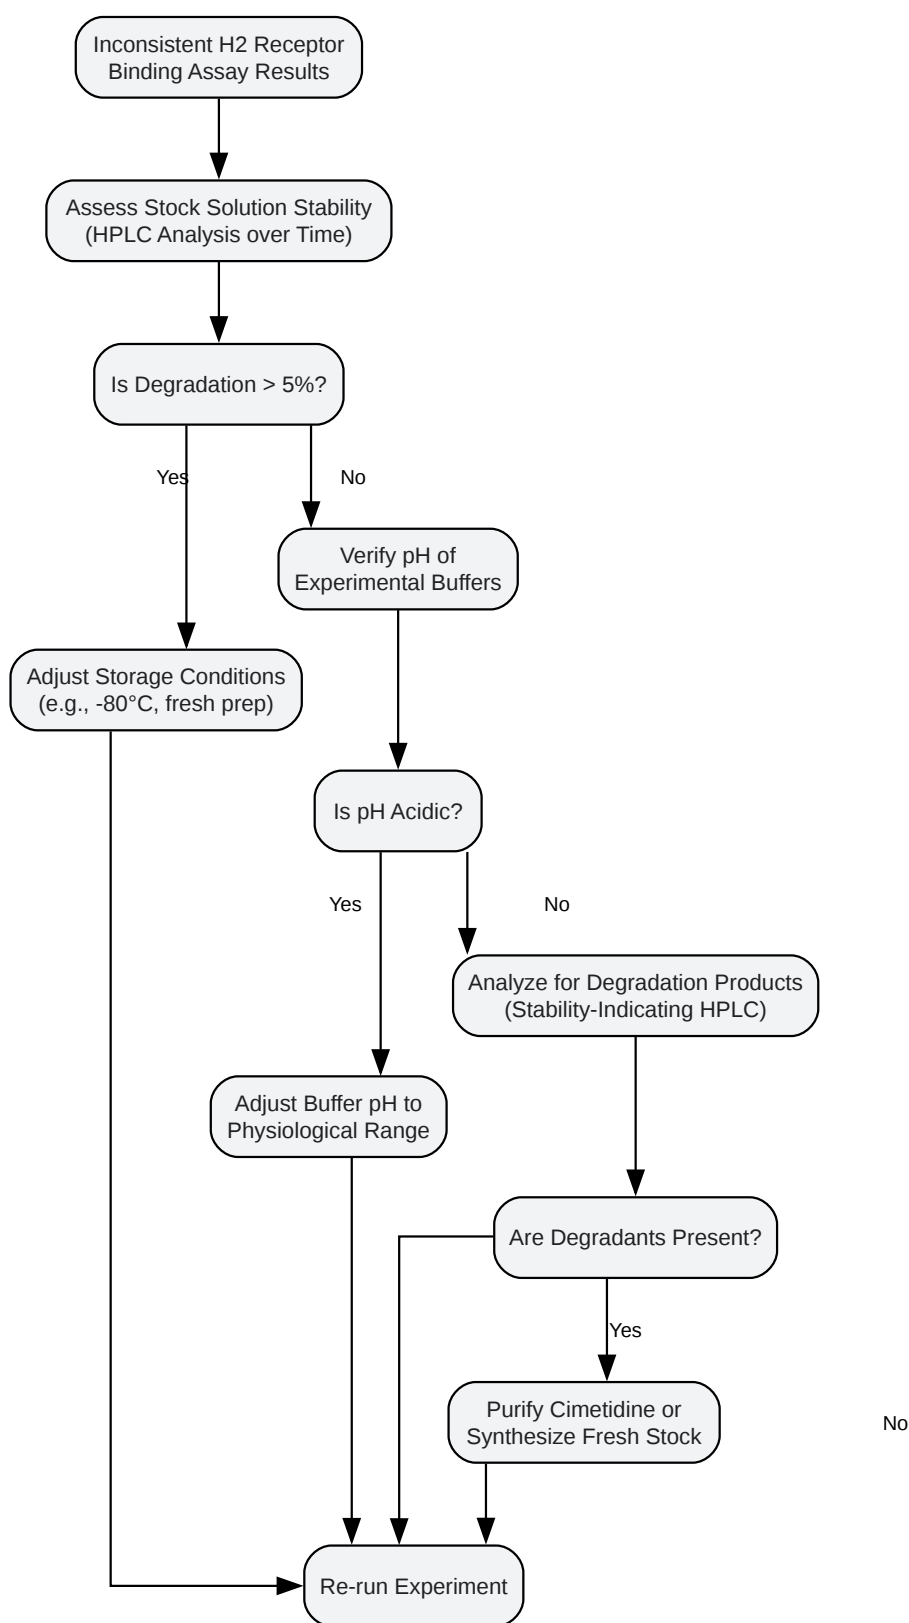 Inconsistent H2 Receptor
Binding Assay Results
Assess Stock Solution Stability
(HPLC Analysis over Time)
Is Degradation > 5%?
Yes
No
Verify pH of
Experimental Buffers
Adjust Storage Conditions
(e.g., -80°C, fresh prep)
Is pH Acidic?
Yes
No
Analyze for Degradation Products
(Stability-Indicating HPLC)
Adjust Buffer pH to
Physiological Range
Are Degradants Present?
Yes
Purify Cimetidine or
Synthesize Fresh Stock
No
Re-run Experiment